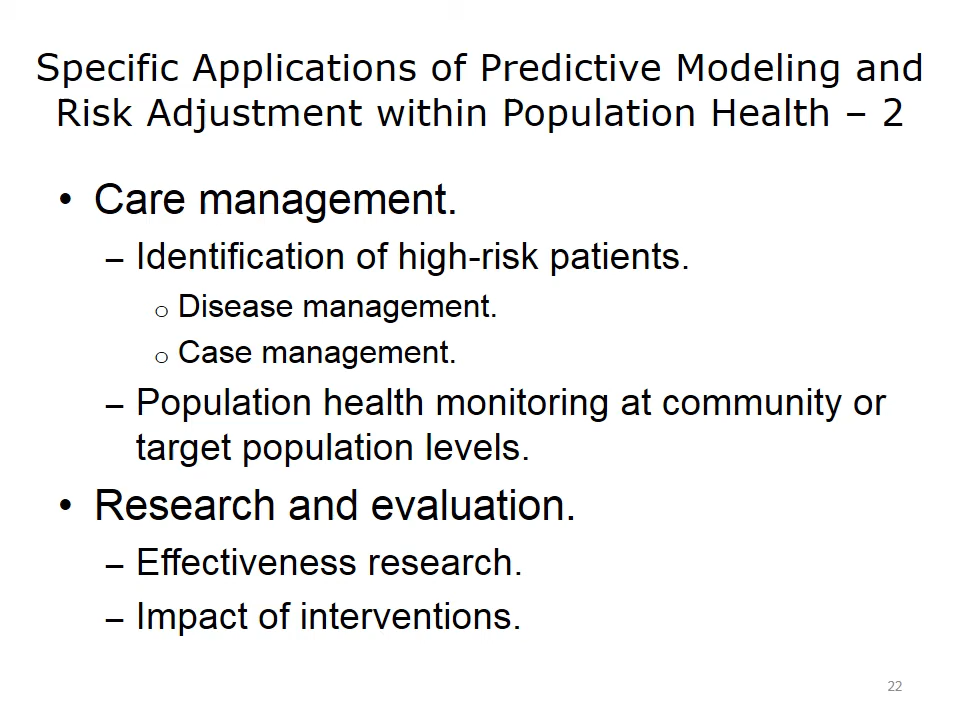 Specific Applications of Predictive Modeling and
Risk Adjustment within Population Health – 2
• Care management.
– Identification of high-risk patients.
o Disease management.
o Case management.
– Population health monitoring at community or
target population levels.
• Research and evaluation.
– Effectiveness research.
– Impact of interventions.
22